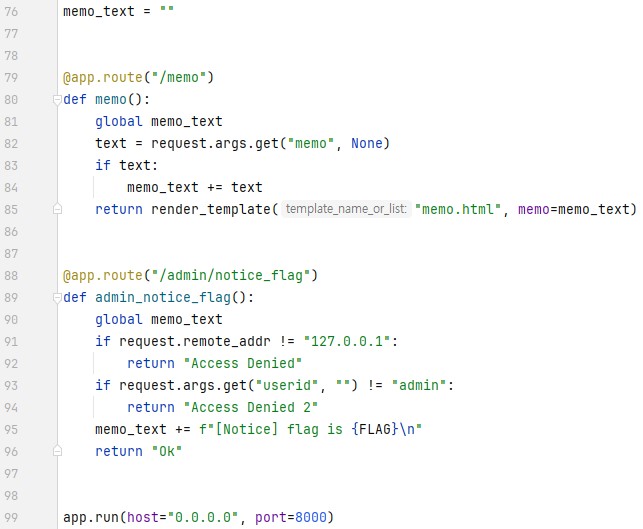 76 memo_text = ""
77
78
79 @app.route("/memo")
80 def memo():
81     global memo_text
82     text = request.args.get("memo", None)
83     if text:
84         memo_text += text
85     return render_template( template_name_or_list: "memo.html", memo=memo_text)
86
87
88 @app.route("/admin/notice_flag")
89 def admin_notice_flag():
90     global memo_text
91     if request.remote_addr != "127.0.0.1":
92         return "Access Denied"
93     if request.args.get("userid", "") != "admin":
94         return "Access Denied 2"
95     memo_text += f"[Notice] flag is {FLAG}\n"
96     return "Ok"
97
98
99 app.run(host="0.0.0.0", port=8000)